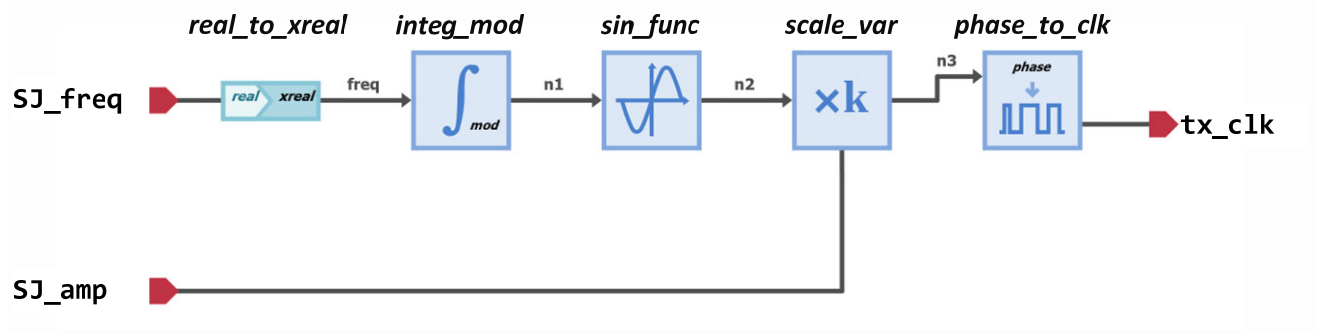 real_to_xreal integ_mod sin_func scale_var phase_to_clk
SJ_freq real xreal freq ∫mod n1 n2 ×k n3 phase tx_clk
SJ_amp